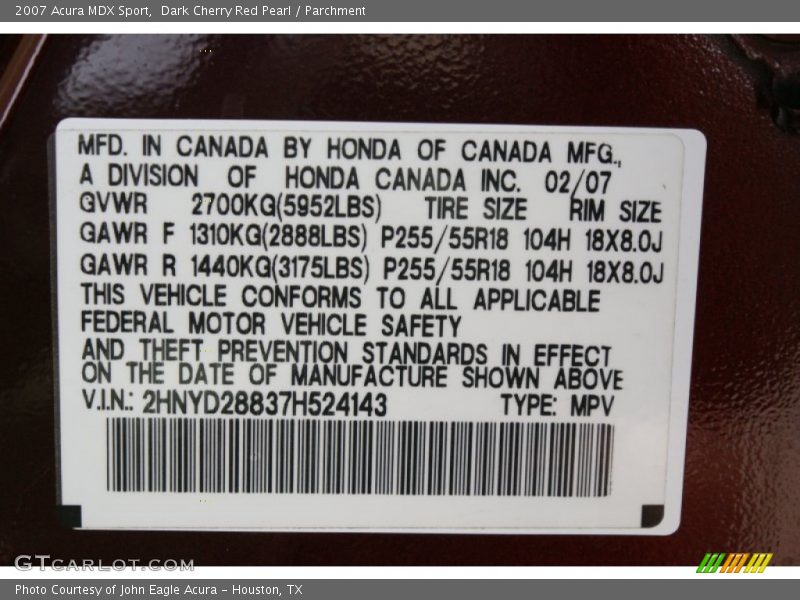 2007 Acura MDX Sport,  Dark Cherry Red Pearl / Parchment
MFD. IN CANADA BY HONDA OF CANADA MFG.,
A DIVISION OF HONDA CANADA INC. 02/07
GVWR 2700KG(5952LBS) TIRE SIZE RIM SIZE
GAWR F 1310KG(2888LBS) P255/55R18 104H 18X8.0J
GAWR R 1440KG(3175LBS) P255/55R18 104H 18X8.0J
THIS VEHICLE CONFORMS TO ALL APPLICABLE
FEDERAL MOTOR VEHICLE SAFETY
AND THEFT PREVENTION STANDARDS IN EFFECT
ON THE DATE OF MANUFACTURE SHOWN ABOVE
V.I.N.: 2HNYD28837H524143 TYPE: MPV
GTCARLOT.COM
Photo Courtesy of John Eagle Acura - Houston, TX